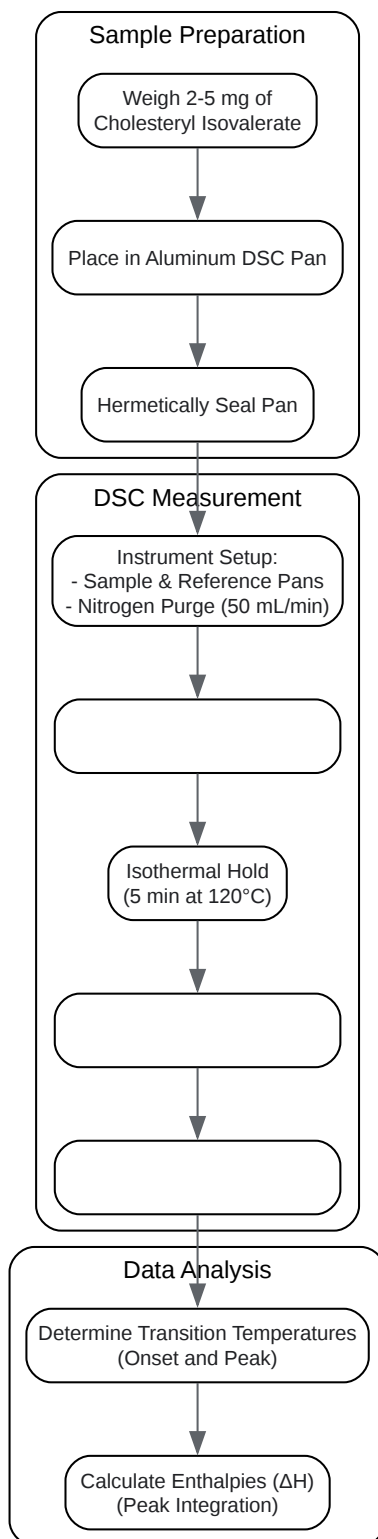 Sample Preparation
Weigh 2-5 mg of
Cholesteryl Isovalerate
Place in Aluminum DSC Pan
Hermetically Seal Pan
DSC Measurement
Instrument Setup:
- Sample & Reference Pans
- Nitrogen Purge (50 mL/min)
Isothermal Hold
(5 min at 120°C)
Data Analysis
Determine Transition Temperatures
(Onset and Peak)
Calculate Enthalpies (ΔH)
(Peak Integration)